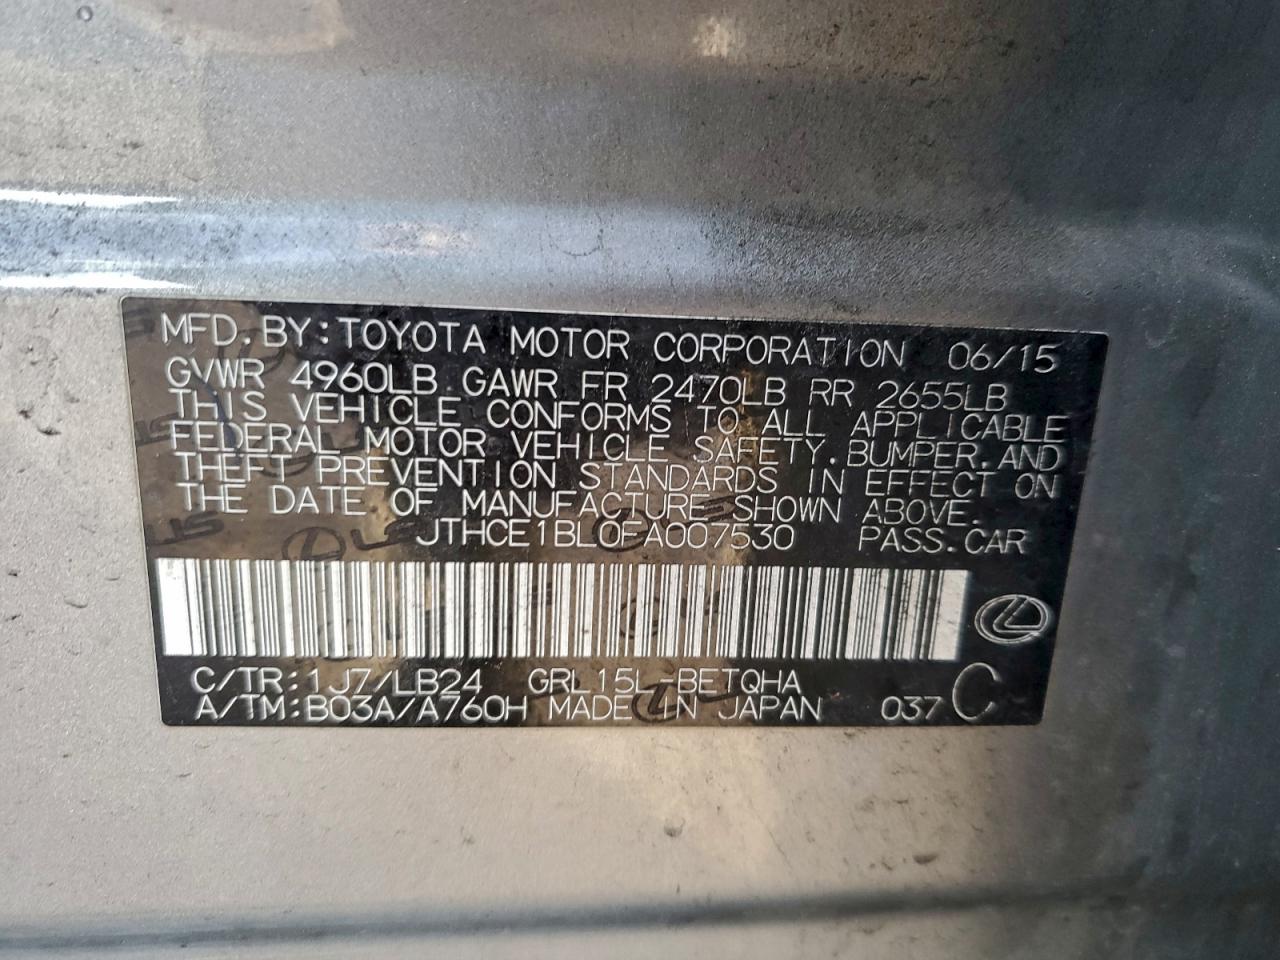 MFD. BY: TOYOTA MOTOR CORPORATION 06/15
GVWR 4960LB GAWR FR 2470LB RR 2655LB
THIS VEHICLE CONFORMS TO ALL APPLICABLE
FEDERAL MOTOR VEHICLE SAFETY, BUMPER, AND
THEFT PREVENTION STANDARDS IN EFFECT ON
THE DATE OF MANUFACTURE SHOWN ABOVE.
JTHCE1BL0FA007530 PASS. CAR
C/TR: 1J7/LB24 GRL15L-BETQHA
A/TM: B03A/A760H MADE IN JAPAN 037 C